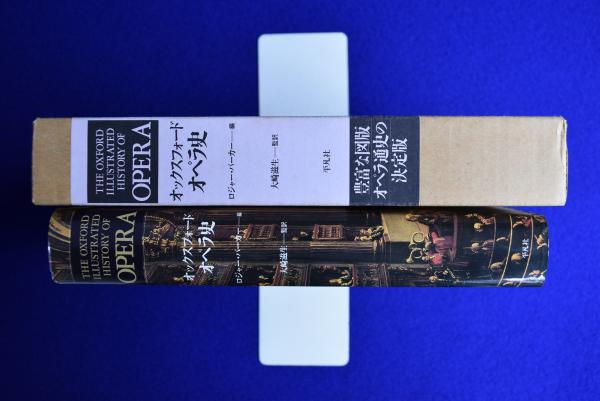 THE OXFORD
ILLUSTRATED
HISTORY OF
OPERA
オックスフォード
オペラ史
ロジャー・パーカー──編
大崎滋生──監訳
平凡社
豊富な図版
オペラ通史の
決定版
THE OXFORD
ILLUSTRATED
HISTORY OF
OPERA
オックスフォード
オペラ史
ロジャー・パーカー──編
大崎滋生──監訳
平凡社